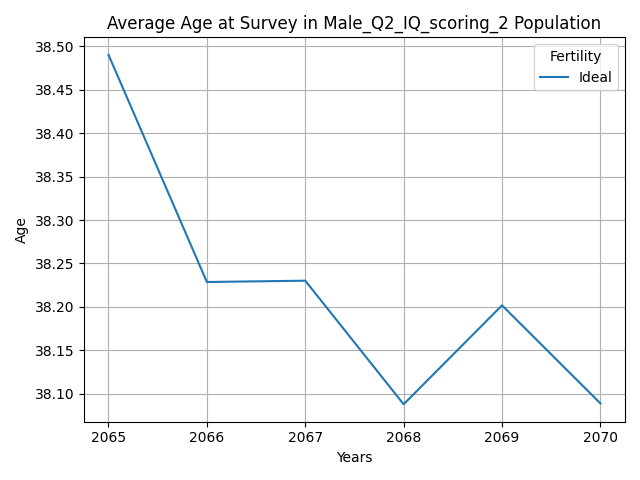 Average Age at Survey in Male_Q2_IQ_scoring_2 Population
38.50
38.45
38.40
38.35
38.30
38.25
38.20
38.15
38.10
Age
Fertility
Ideal
2065 2066 2067 2068 2069 2070
Years